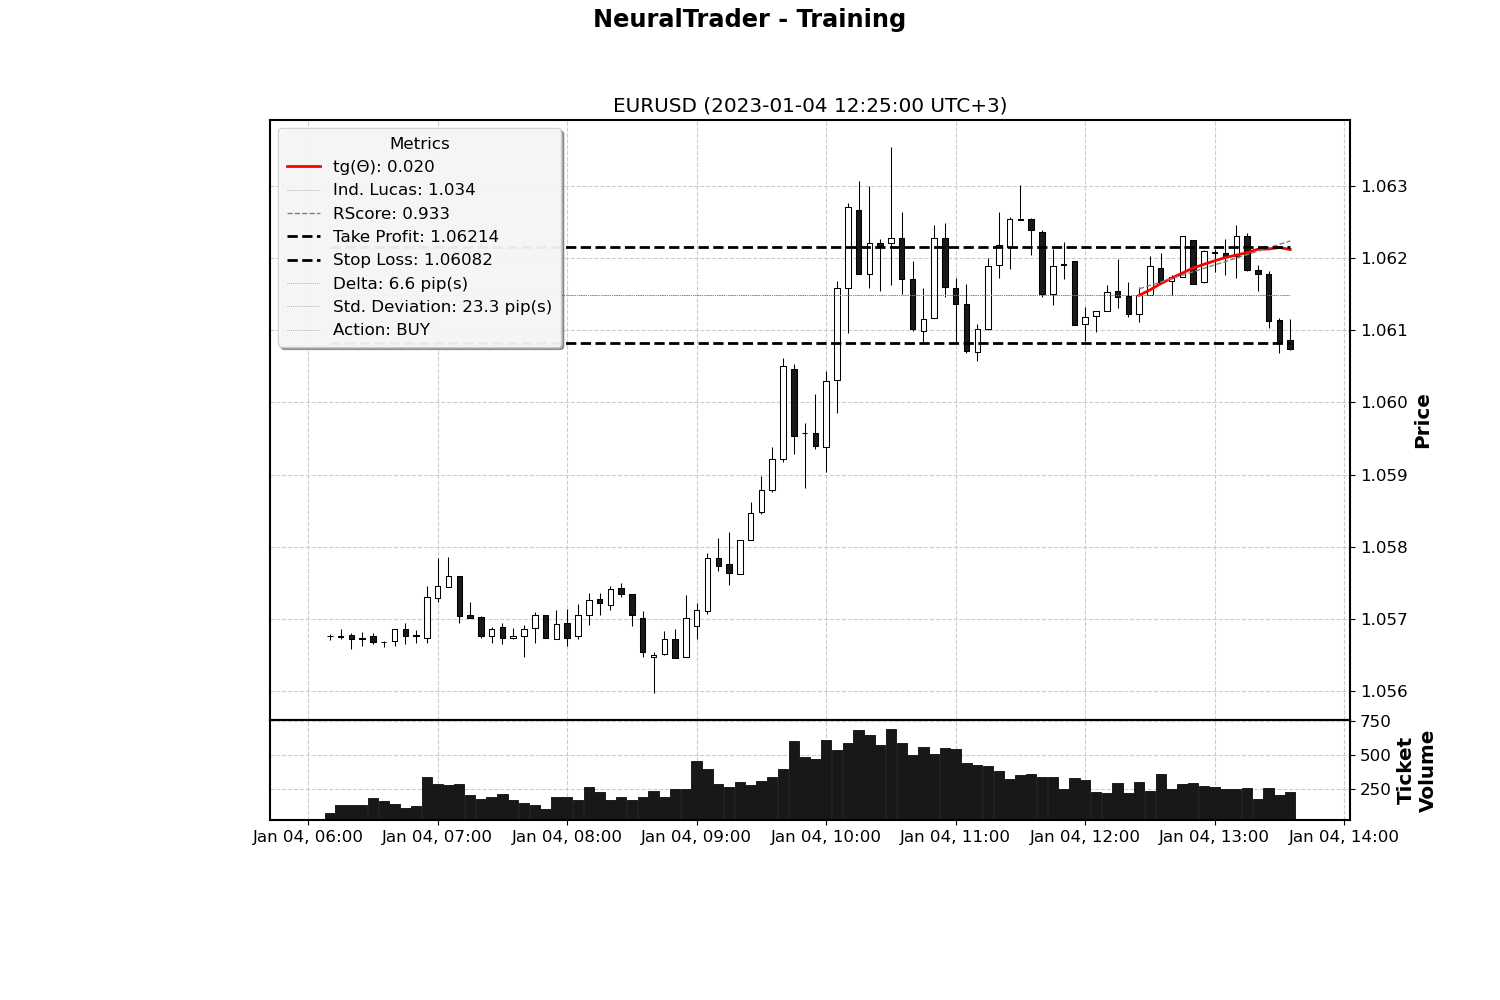 NeuralTrader - Training
EURUSD (2023-01-04 12:25:00 UTC+3)
Metrics
tg(Θ): 0.020
Ind. Lucas: 1.034
RScore: 0.933
Take Profit: 1.06214
Stop Loss: 1.06082
Delta: 6.6 pip(s)
Std. Deviation: 23.3 pip(s)
Action: BUY
1.063
1.062
1.061
1.060
1.059
1.058
1.057
1.056
Price
750
500
250
Ticket
Volume
Jan 04, 06:00 Jan 04, 07:00 Jan 04, 08:00 Jan 04, 09:00 Jan 04, 10:00 Jan 04, 11:00 Jan 04, 12:00 Jan 04, 13:00 Jan 04, 14:00